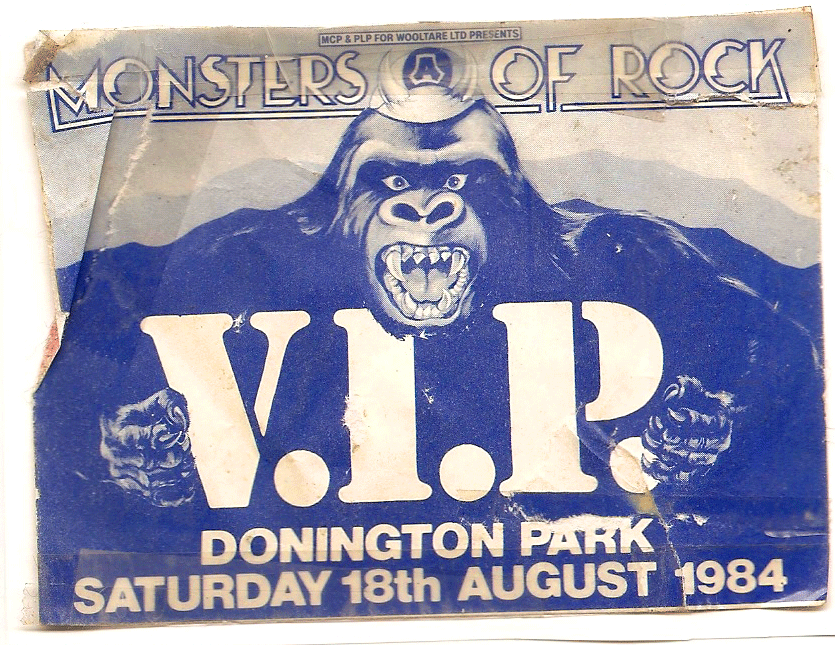 MCP & PLP FOR WOOLTARE LTD PRESENTS
MONSTERS OF ROCK
V.I.P.
DONINGTON PARK
SATURDAY 18th AUGUST 1984